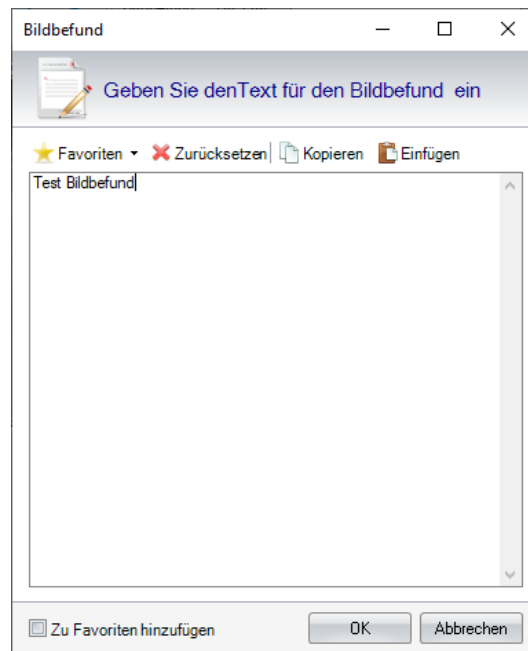 Bildbefund
Geben Sie denText für den Bildbefund  ein
Favoriten Zurücksetzen Kopieren Einfügen
Test Bildbefund
Zu Favoriten hinzufügen OK Abbrechen